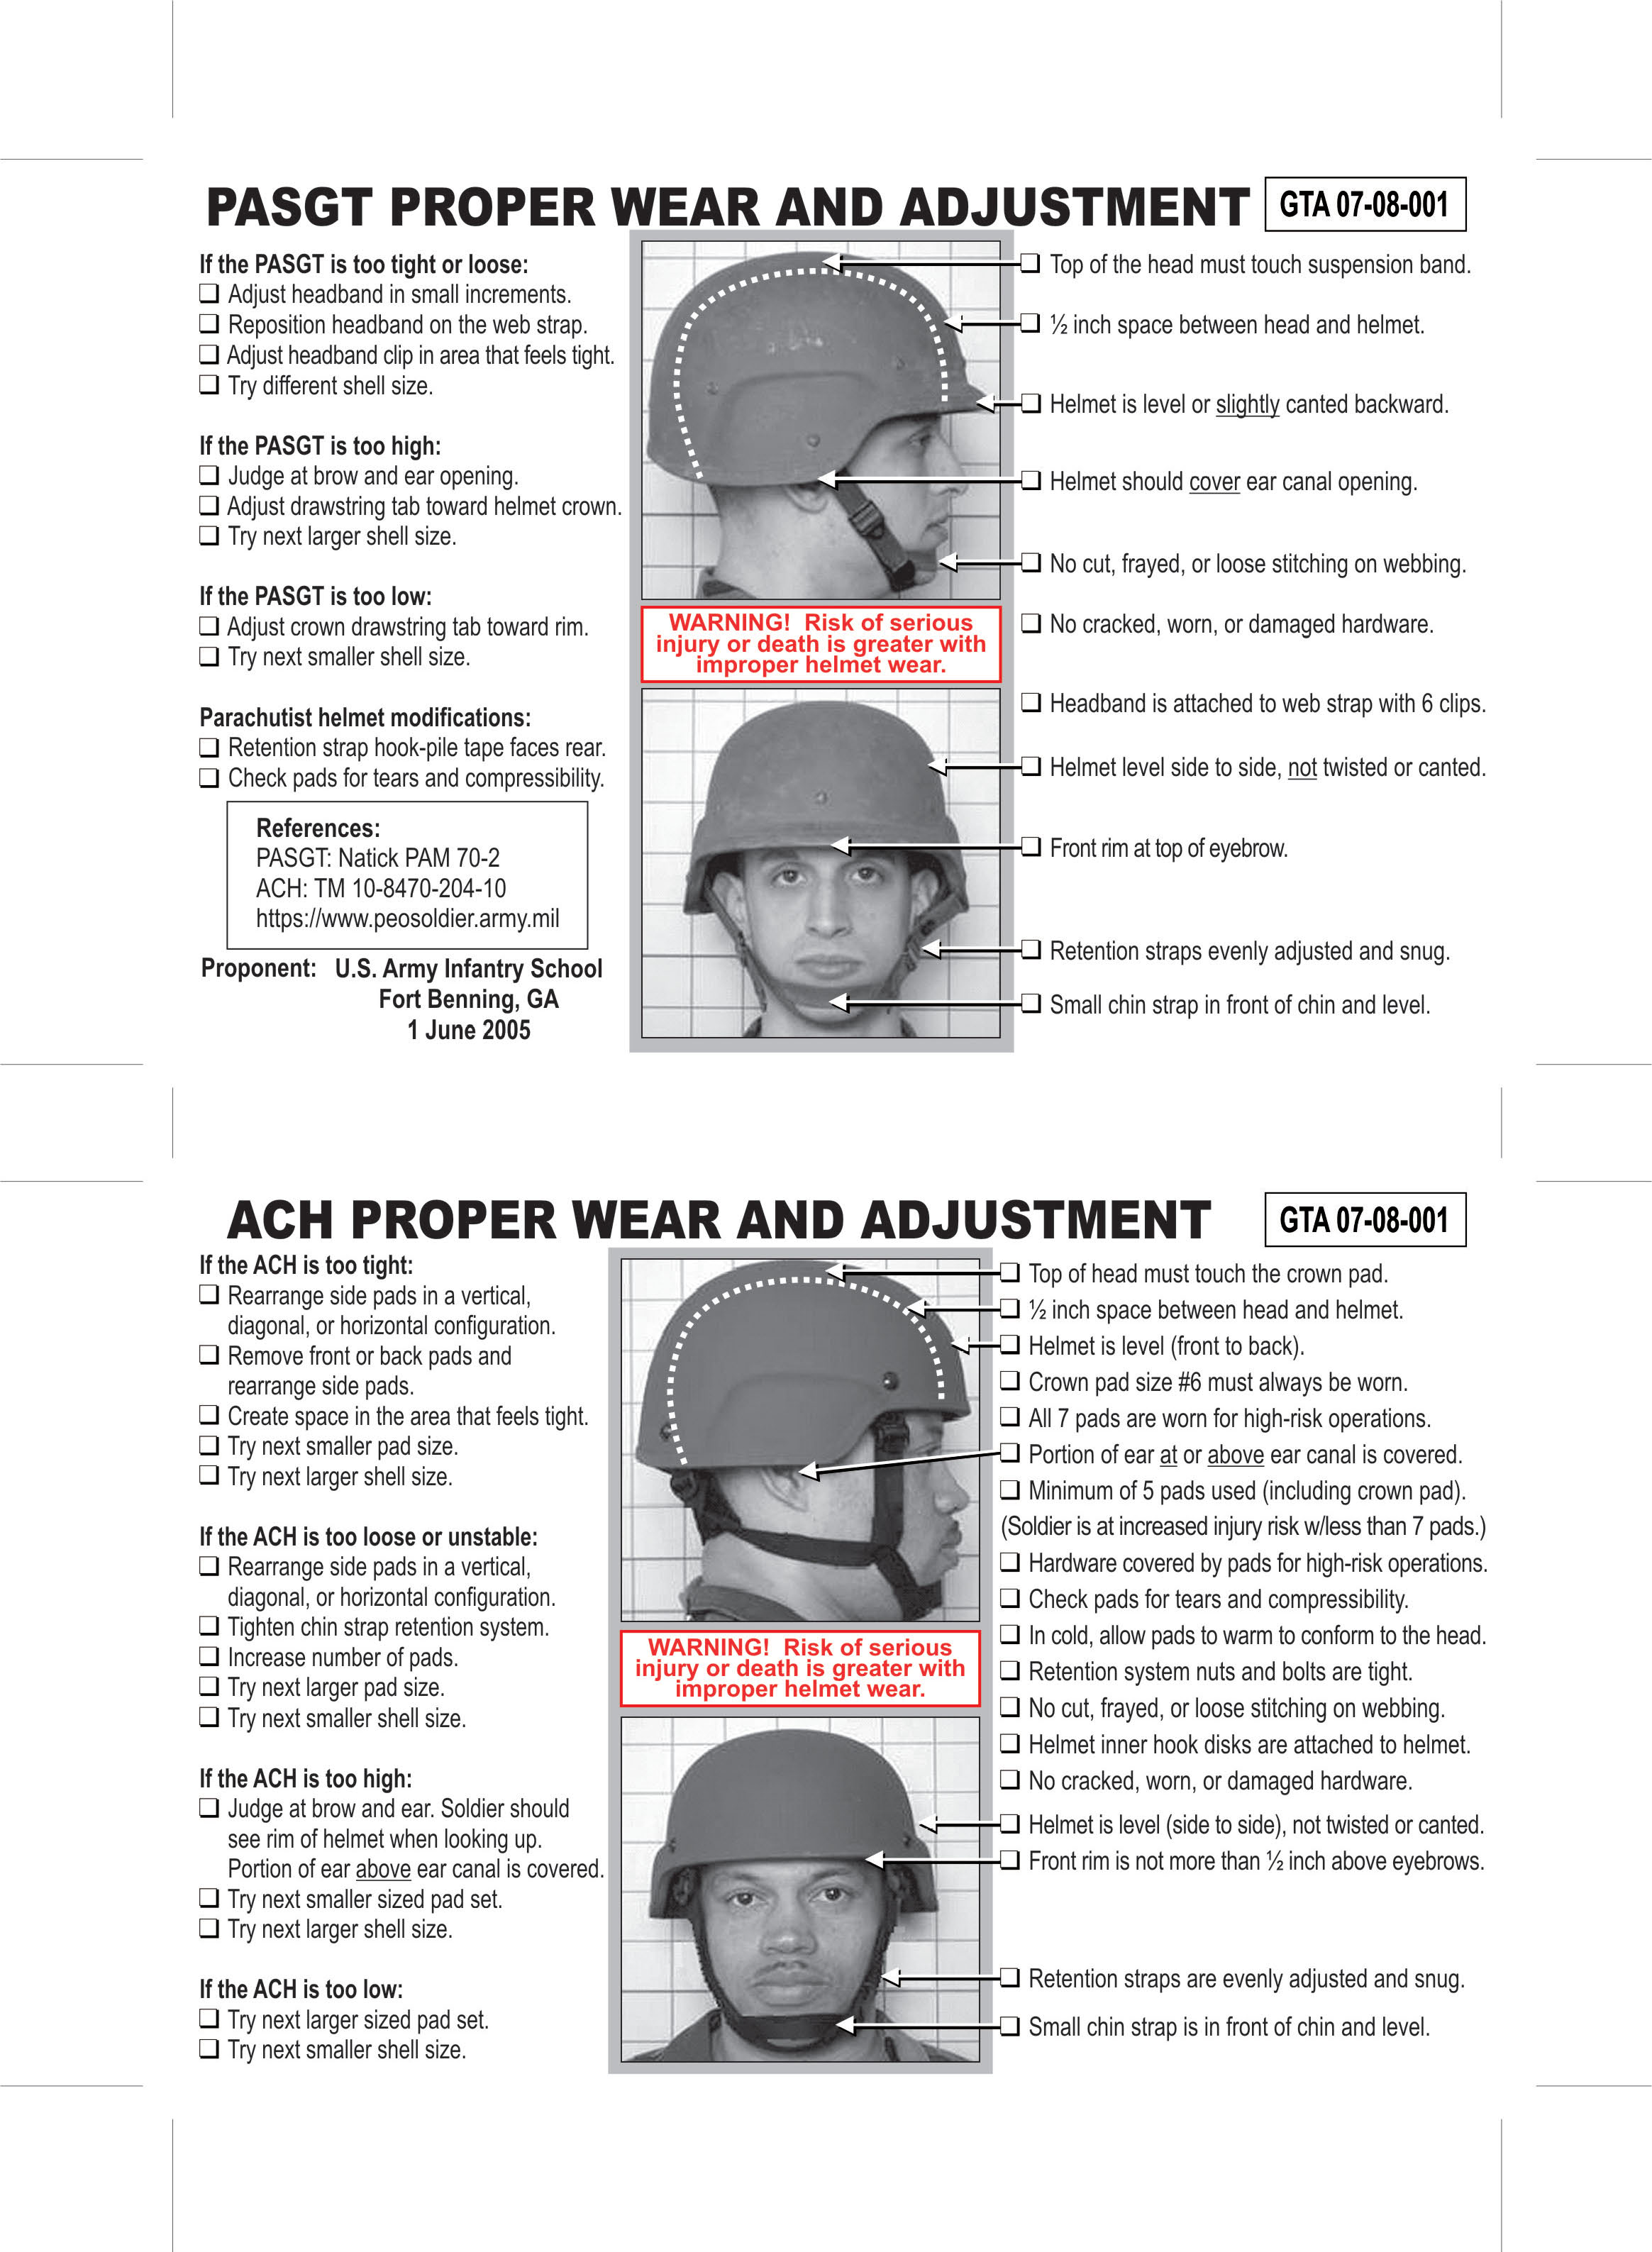 PASGT PROPER WEAR AND ADJUSTMENT
GTA 07-08-001
If the PASGT is too tight or loose:
❏ Adjust headband in small increments.
❏ Reposition headband on the web strap.
❏ Adjust headband clip in area that feels tight.
❏ Try different shell size.
If the PASGT is too high:
❏ Judge at brow and ear opening.
❏ Adjust drawstring tab toward helmet crown.
❏ Try next larger shell size.
If the PASGT is too low:
❏ Adjust crown drawstring tab toward rim.
❏ Try next smaller shell size.
Parachutist helmet modifications:
❏ Retention strap hook-pile tape faces rear.
❏ Check pads for tears and compressibility.
References:
PASGT: Natick PAM 70-2
ACH: TM 10-8470-204-10
https://www.peosoldier.army.mil
Proponent: U.S. Army Infantry School
Fort Benning, GA
1 June 2005
WARNING! Risk of serious
injury or death is greater with
improper helmet wear.
❏ Top of the head must touch suspension band.
❏ ½ inch space between head and helmet.
❏ Helmet is level or slightly canted backward.
❏ Helmet should cover ear canal opening.
❏ No cut, frayed, or loose stitching on webbing.
❏ No cracked, worn, or damaged hardware.
❏ Headband is attached to web strap with 6 clips.
❏ Helmet level side to side, not twisted or canted.
❏ Front rim at top of eyebrow.
❏ Retention straps evenly adjusted and snug.
❏ Small chin strap in front of chin and level.
ACH PROPER WEAR AND ADJUSTMENT
GTA 07-08-001
If the ACH is too tight:
❏ Rearrange side pads in a vertical,
diagonal, or horizontal configuration.
❏ Remove front or back pads and
rearrange side pads.
❏ Create space in the area that feels tight.
❏ Try next smaller pad size.
❏ Try next larger shell size.
If the ACH is too loose or unstable:
❏ Rearrange side pads in a vertical,
diagonal, or horizontal configuration.
❏ Tighten chin strap retention system.
❏ Increase number of pads.
❏ Try next larger pad size.
❏ Try next smaller shell size.
If the ACH is too high:
❏ Judge at brow and ear. Soldier should
see rim of helmet when looking up.
Portion of ear above ear canal is covered.
❏ Try next smaller sized pad set.
❏ Try next larger shell size.
If the ACH is too low:
❏ Try next larger sized pad set.
❏ Try next smaller shell size.
WARNING! Risk of serious
injury or death is greater with
improper helmet wear.
❏ Top of head must touch the crown pad.
❏ ½ inch space between head and helmet.
❏ Helmet is level (front to back).
❏ Crown pad size #6 must always be worn.
❏ All 7 pads are worn for high-risk operations.
❏ Portion of ear at or above ear canal is covered.
❏ Minimum of 5 pads used (including crown pad).
(Soldier is at increased injury risk w/less than 7 pads.)
❏ Hardware covered by pads for high-risk operations.
❏ Check pads for tears and compressibility.
❏ In cold, allow pads to warm to conform to the head.
❏ Retention system nuts and bolts are tight.
❏ No cut, frayed, or loose stitching on webbing.
❏ Helmet inner hook disks are attached to helmet.
❏ No cracked, worn, or damaged hardware.
❏ Helmet is level (side to side), not twisted or canted.
❏ Front rim is not more than ½ inch above eyebrows.
❏ Retention straps are evenly adjusted and snug.
❏ Small chin strap is in front of chin and level.